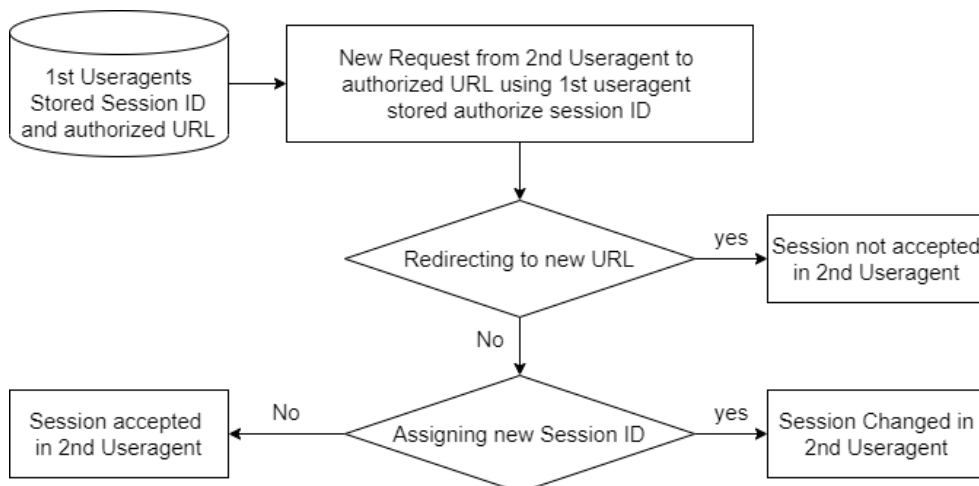 1st Useragents
Stored Session ID
and authorized URL
New Request from 2nd Useragent to
authorized URL using 1st useragent
stored authorize session ID
Redirecting to new URL
yes
Session not accepted
in 2nd Useragent
No
Session accepted
in 2nd Useragent
No
Assigning new Session ID
yes
Session Changed in
2nd Useragent